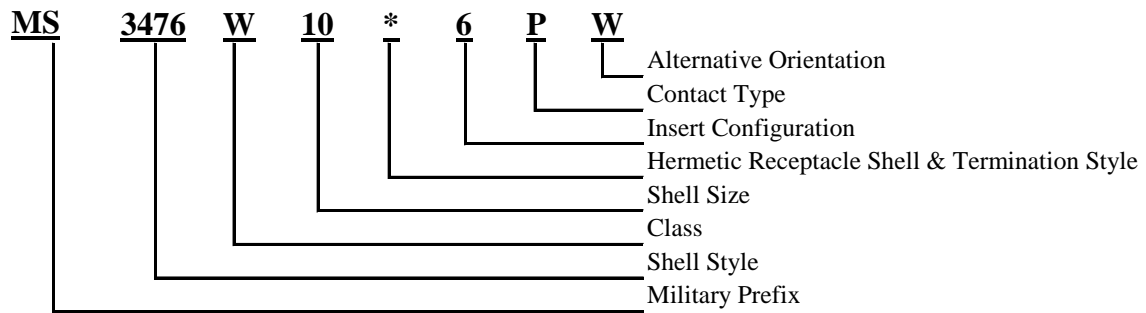 MS 3476 W 10 * 6 P W
Alternative Orientation
Contact Type
Insert Configuration
Hermetic Receptacle Shell & Termination Style
Shell Size
Class
Shell Style
Military Prefix